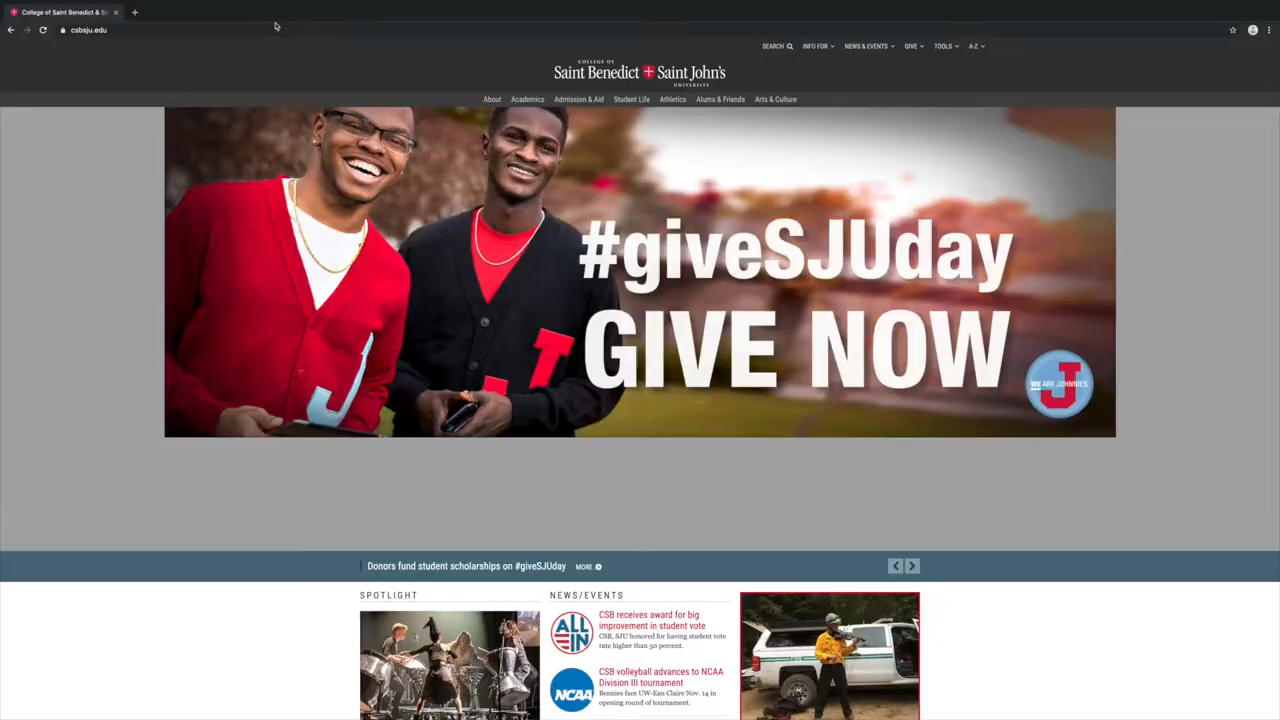 College of Saint Benedict & Sa
csbsju.edu
SEARCH
INFO FOR
NEWS & EVENTS
GIVE
TOOLS
A-Z
COLLEGE OF
Saint Benedict Saint John's
UNIVERSITY
About Academics Admission & Aid Student Life Athletics Alums & Friends Arts & Culture
#giveSJUday
GIVE NOW
WE ARE JOHNNIES
J
Donors fund student scholarships on #giveSJUday MORE
SPOTLIGHT
NEWS/EVENTS
ALL
IN
CSB receives award for big
improvement in student vote
CSB, SJU honored for having student vote
rate higher than 50 percent.
NCAA
CSB volleyball advances to NCAA
Division III tournament
Bennies face UW-Eau Claire Nov. 14 in
opening round of tournament.